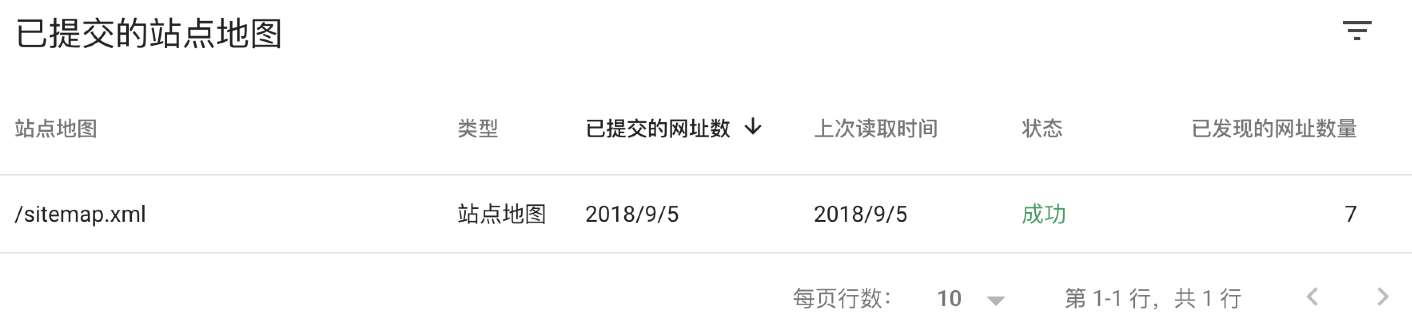 已提交的站点地图
站点地图 类型 已提交的网址数 上次读取时间 状态 已发现的网址数量
/sitemap.xml 站点地图 2018/9/5 2018/9/5 成功 7
每页行数： 10 第 1-1 行，共 1 行